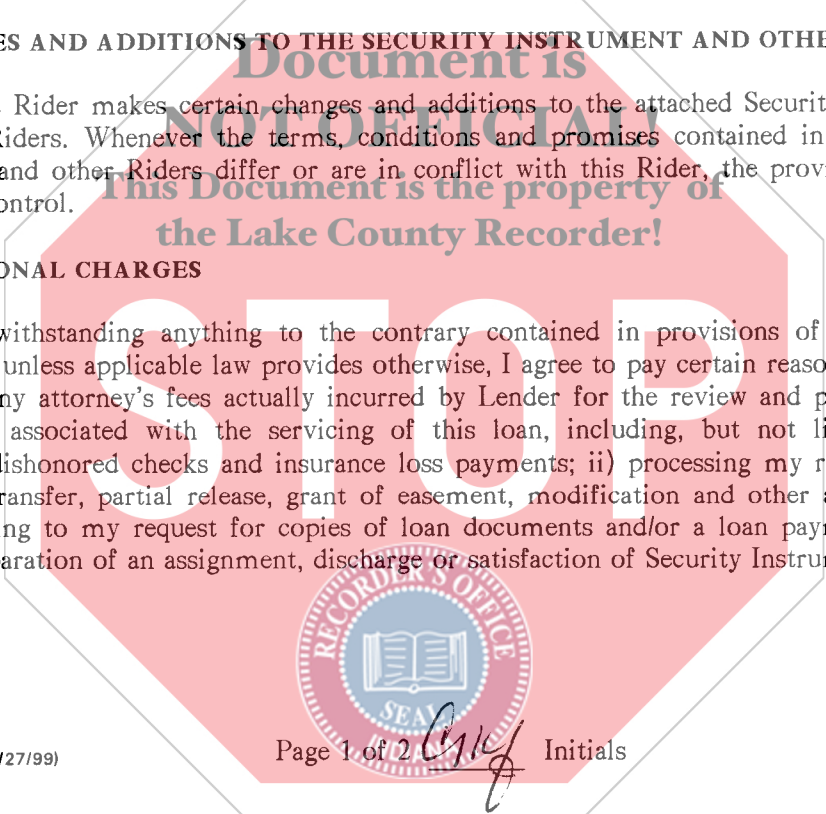 ES AND ADDITIONS TO THE SECURITY INSTRUMENT AND OTHE
Document is
Rider makes certain changes and additions to the attached Securit
NOT OFFICIAL!
Riders. Whenever the terms, conditions and promises contained in
and other Riders differ or are in conflict with this Rider, the provi
This Document is the property of
ontrol.
the Lake County Recorder!
ONAL CHARGES
STOP
withstanding anything to the contrary contained in provisions of
unless applicable law provides otherwise, I agree to pay certain reaso
ny attorney's fees actually incurred by Lender for the review and p
associated with the servicing of this loan, including, but not li
dishonored checks and insurance loss payments; ii) processing my r
ransfer, partial release, grant of easement, modification and other a
ng to my request for copies of loan documents and/or a loan pay
aration of an assignment, discharge or satisfaction of Security Instru
RECORDER'S OFFICE
SEAL
/27/99)
Page 1 of 2 Initials